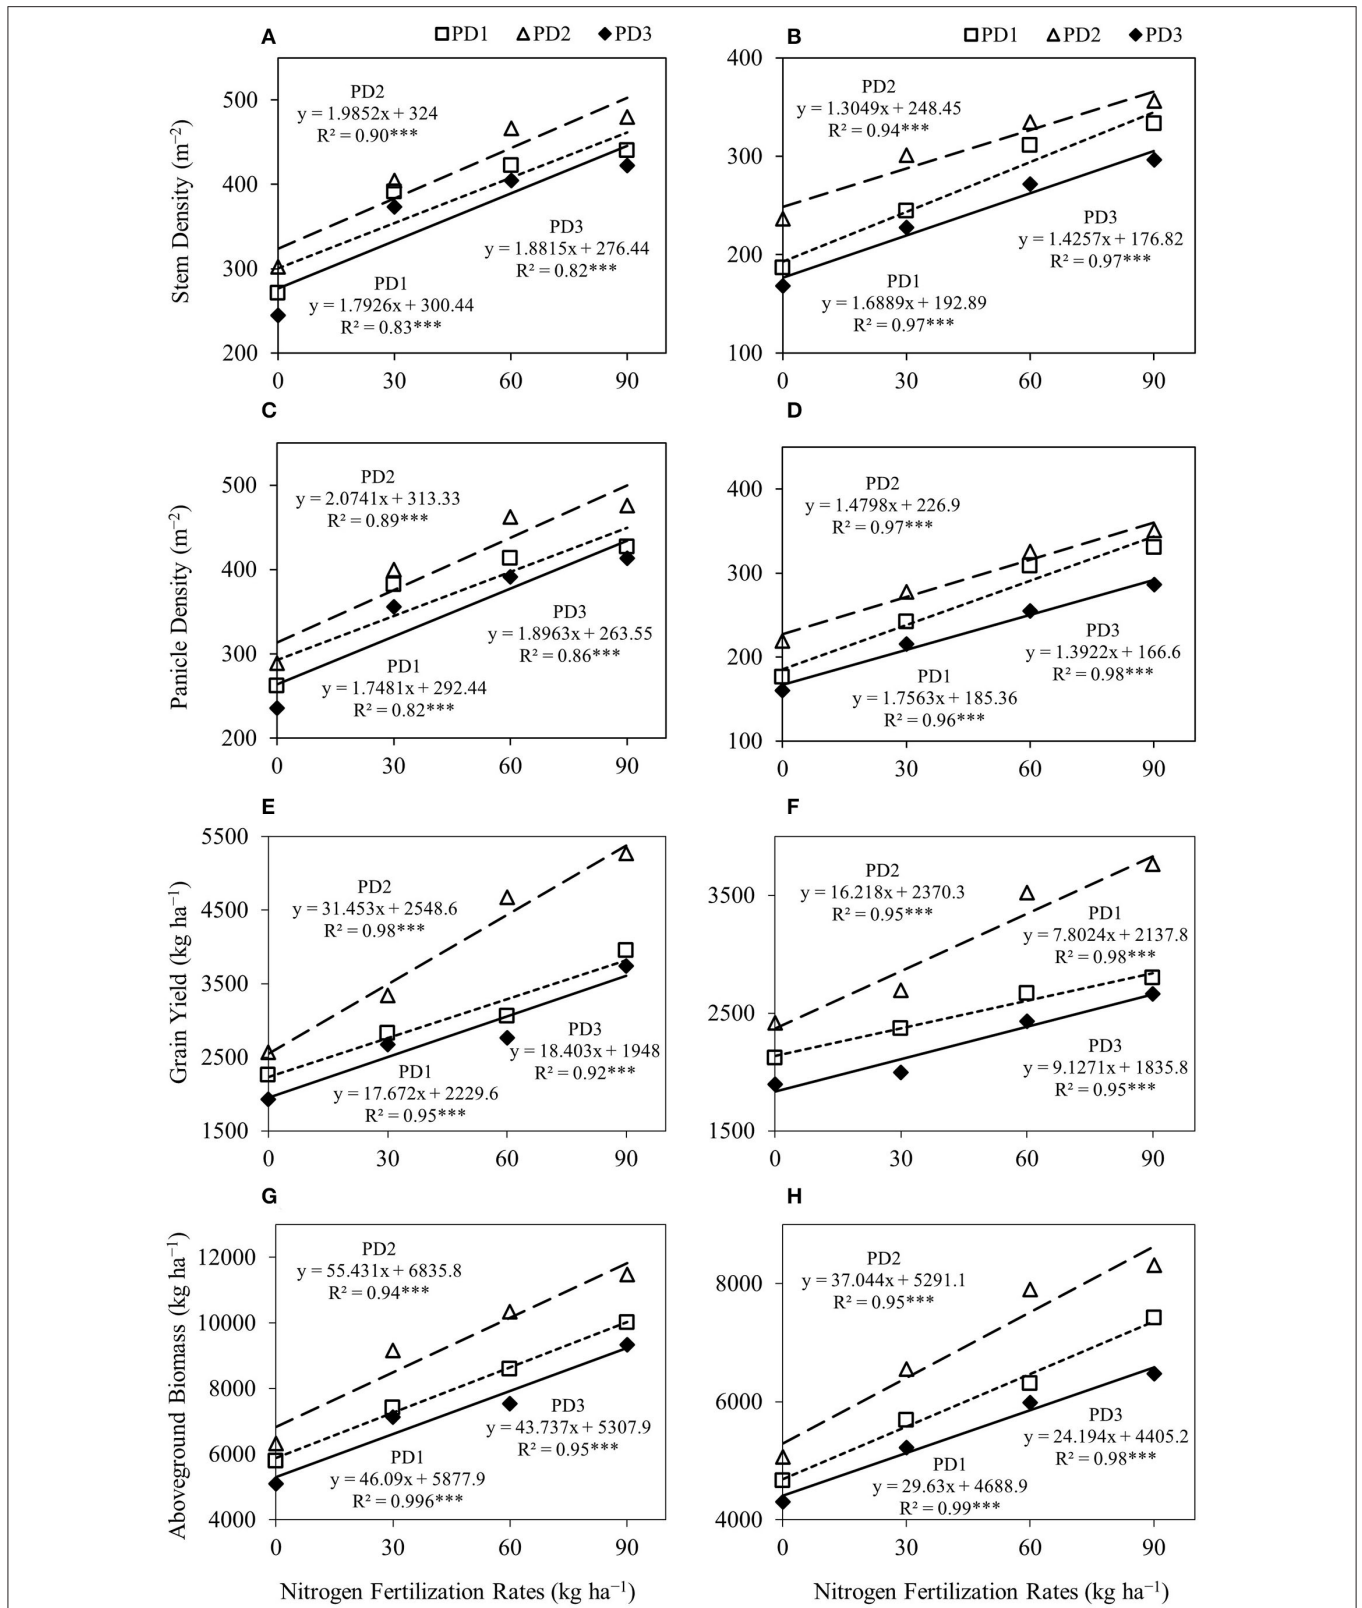 A
□PD1 △PD2 ◆PD3
Stem Density (m⁻²)
500
400
300
200
0 30 60 90
PD2
y = 1.9852x + 324
R² = 0.90***
PD3
y = 1.8815x + 276.44
R² = 0.82***
PD1
y = 1.7926x + 300.44
R² = 0.83***
B
□PD1 △PD2 ◆PD3
400
300
200
100
0 30 60 90
PD2
y = 1.3049x + 248.45
R² = 0.94***
PD3
y = 1.4257x + 176.82
R² = 0.97***
PD1
y = 1.6889x + 192.89
R² = 0.97***
C
Panicle Density (m⁻²)
500
400
300
200
0 30 60 90
PD2
y = 2.0741x + 313.33
R² = 0.89***
PD3
y = 1.8963x + 263.55
R² = 0.86***
PD1
y = 1.7481x + 292.44
R² = 0.82***
D
400
300
200
100
0 30 60 90
PD2
y = 1.4798x + 226.9
R² = 0.97***
PD3
y = 1.3922x + 166.6
R² = 0.98***
PD1
y = 1.7563x + 185.36
R² = 0.96***
E
Grain Yield (kg ha⁻¹)
5500
4500
3500
2500
1500
0 30 60 90
PD2
y = 31.453x + 2548.6
R² = 0.98***
PD3
y = 18.403x + 1948
R² = 0.92***
PD1
y = 17.672x + 2229.6
R² = 0.95***
F
3500
2500
1500
0 30 60 90
PD2
y = 16.218x + 2370.3
R² = 0.95***
PD1
y = 7.8024x + 2137.8
R² = 0.98***
PD3
y = 9.1271x + 1835.8
R² = 0.95***
G
Aboveground Biomass (kg ha⁻¹)
12000
10000
8000
6000
4000
0 30 60 90
PD2
y = 55.431x + 6835.8
R² = 0.94***
PD3
y = 43.737x + 5307.9
R² = 0.95***
PD1
y = 46.09x + 5877.9
R² = 0.996***
Nitrogen Fertilization Rates (kg ha⁻¹)
H
8000
6000
4000
0 30 60 90
PD2
y = 37.044x + 5291.1
R² = 0.95***
PD3
y = 24.194x + 4405.2
R² = 0.98***
PD1
y = 29.63x + 4688.9
R² = 0.99***
Nitrogen Fertilization Rates (kg ha⁻¹)